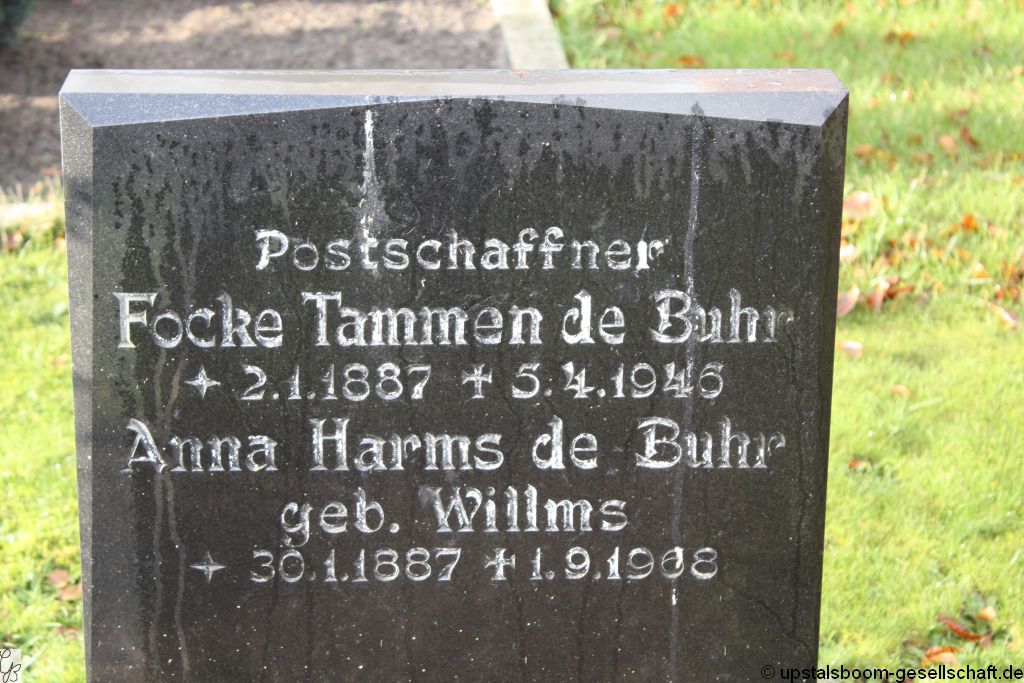 Postschaffner
Focke Tammen de Buhr
✦ 2.1.1887 ✝ 5.4.1946
Anna Harms de Buhr
geb. Willms
✦ 30.1.1887 ✝ 1.9.1968
© upstalsboom-gesellschaft.de